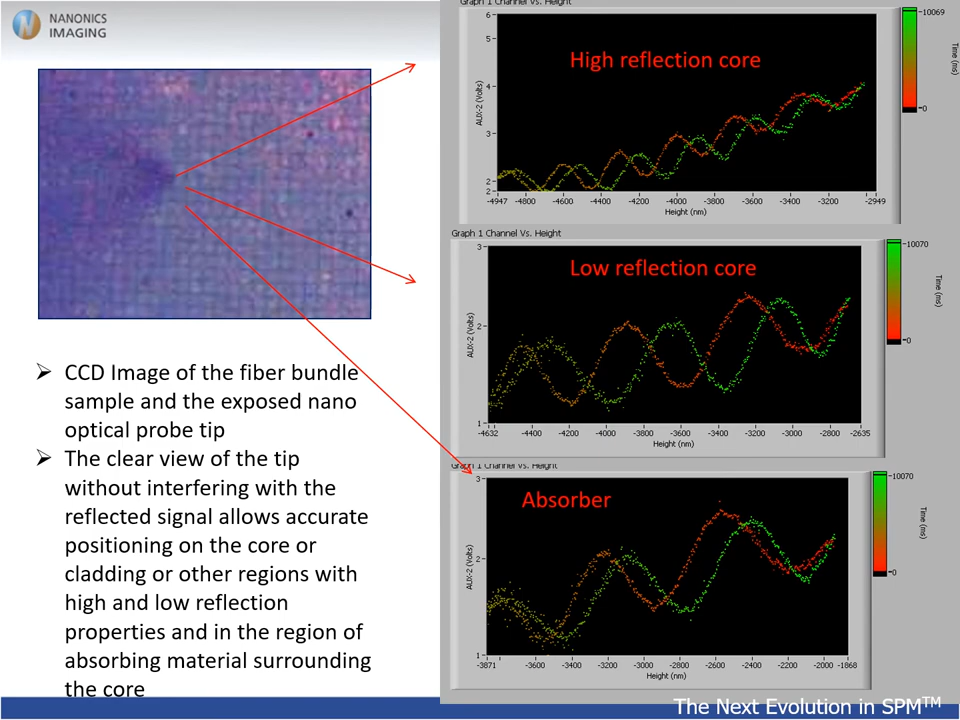 NANONICS
IMAGING
➢ CCD Image of the fiber bundle
sample and the exposed nano
optical probe tip
➢ The clear view of the tip
without interfering with the
reflected signal allows accurate
positioning on the core or
cladding or other regions with
high and low reflection
properties and in the region of
absorbing material surrounding
the core
Graph 1 Channel Vs. Height
High reflection core
AUX-2 (Volts)
6
5
4
3
2
2
-4947 -4800 -4600 -4400 -4200 -4000 -3800 -3600 -3400 -3200 -2949
Height (nm)
10069
0
Time (ms)
Graph 1 Channel Vs. Height
Low reflection core
AUX-2 (Volts)
3
2
1
-4632 -4400 -4200 -4000 -3800 -3600 -3400 -3200 -3000 -2800 -2635
Height (nm)
10070
0
Time (ms)
Graph 1 Channel Vs. Height
Absorber
AUX-2 (Volts)
3
2
1
-3871 -3600 -3400 -3200 -3000 -2800 -2600 -2400 -2200 -2000 -1868
Height (nm)
10070
0
Time (ms)
The Next Evolution in SPM™